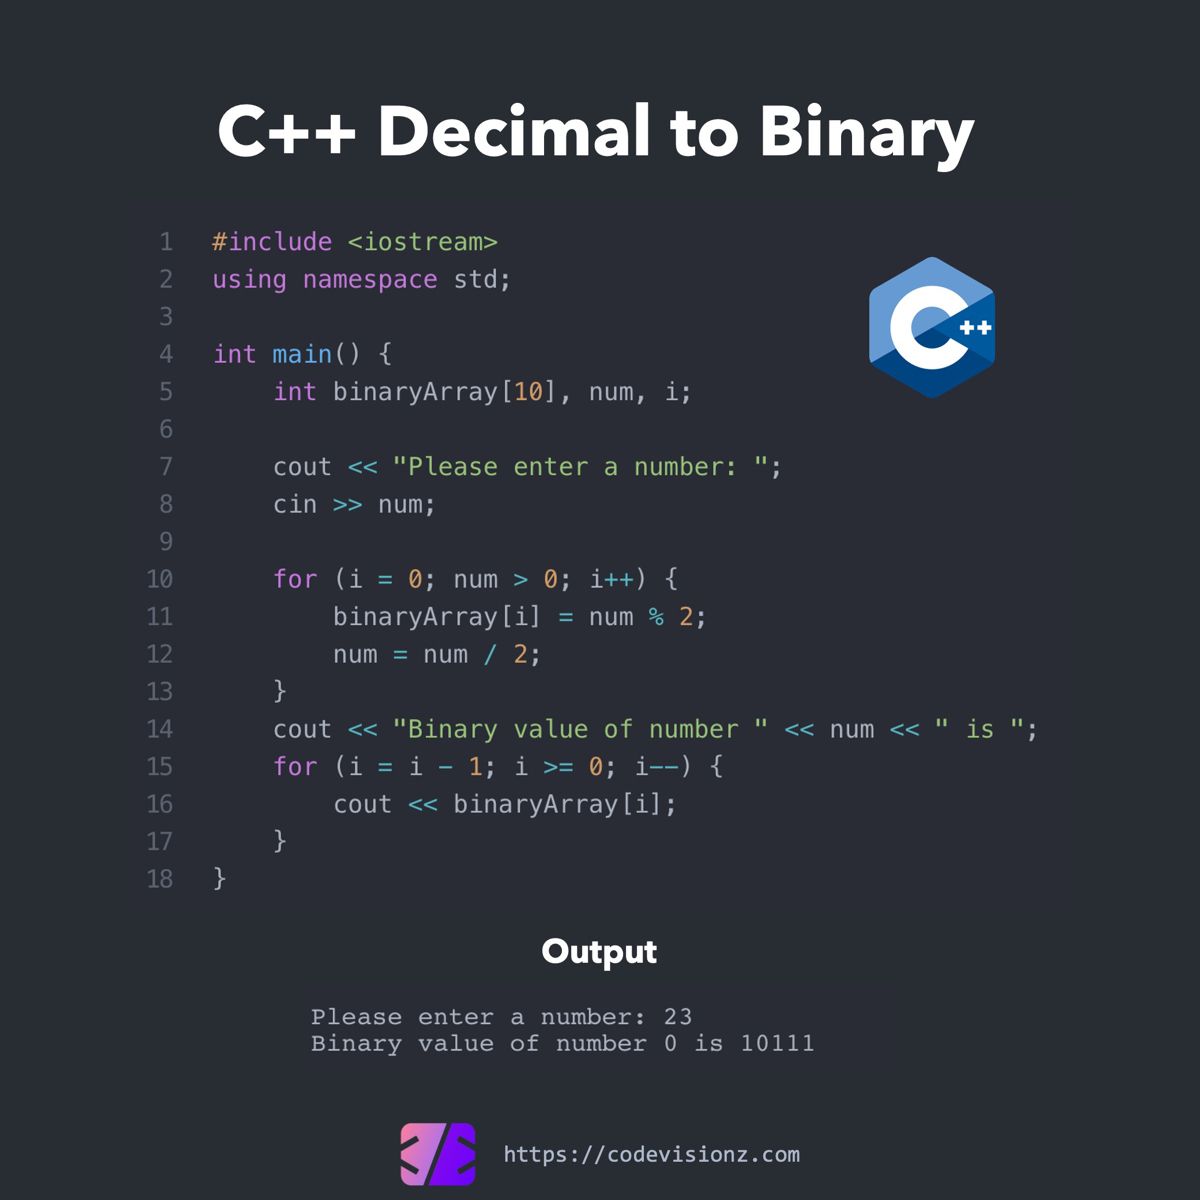 C++ Decimal to Binary
1 #include <iostream>
2 using namespace std;
3
4 int main() {
5     int binaryArray[10], num, i;
6
7     cout << "Please enter a number: ";
8     cin >> num;
9
10     for (i = 0; num > 0; i++) {
11         binaryArray[i] = num % 2;
12         num = num / 2;
13     }
14     cout << "Binary value of number " << num << " is ";
15     for (i = i - 1; i >= 0; i--) {
16         cout << binaryArray[i];
17     }
18 }
C++
Output
Please enter a number: 23
Binary value of number 0 is 10111
https://codevisionz.com